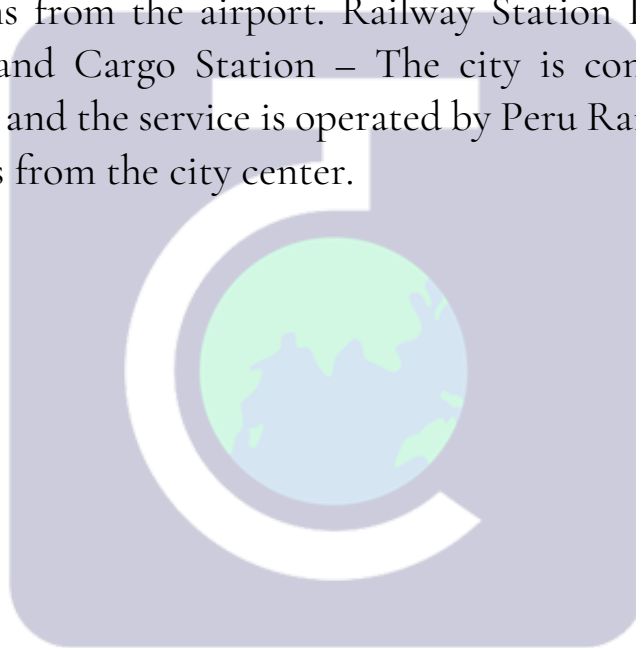 from the airport. Railway Station
and Cargo Station – The city is
and the service is operated by Peru
from the city center.